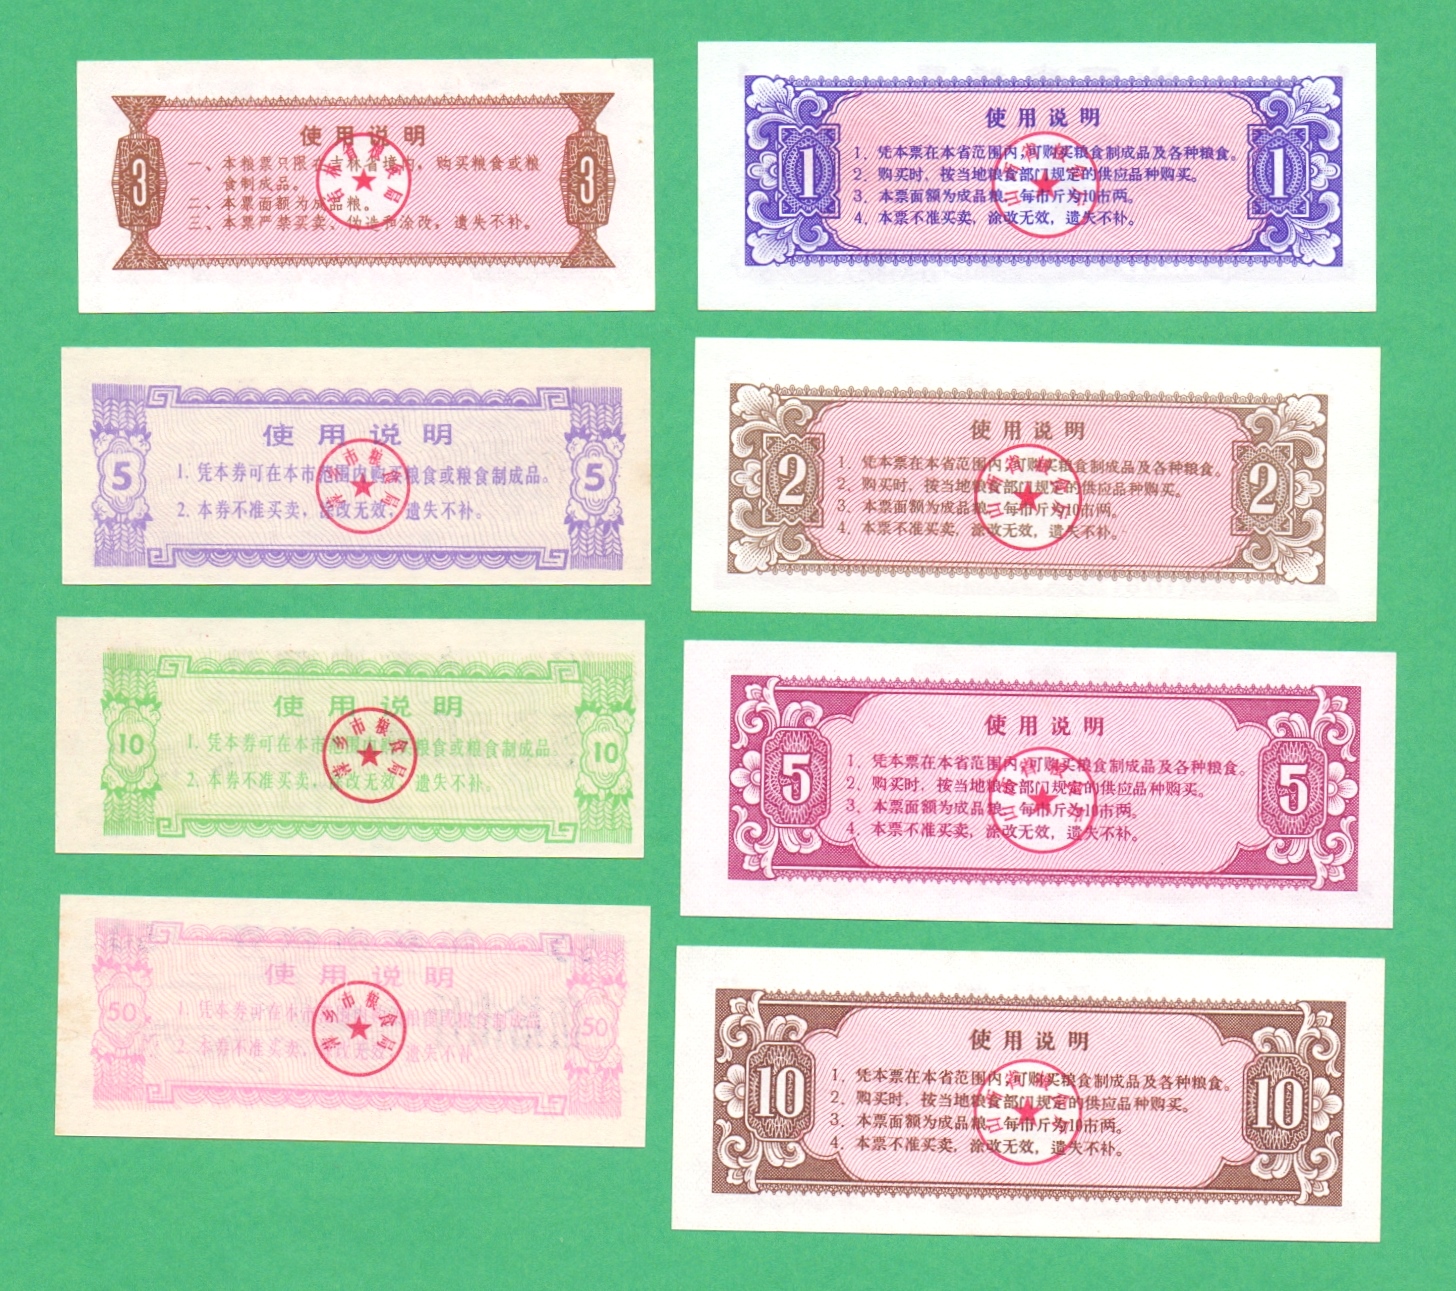 使用说明
一、本粮票只限在吉林省境内，购买粮食或粮
食制成品。
二、本票面额为成品粮。
三、本票严禁买卖、伪造和涂改，遗失不补。
3
3
使用说明
1. 凭本券可在本市范围内购买粮食或粮食制成品。
2. 本券不准买卖，涂改无效，遗失不补。
5
5
市粮食局
使用说明
1. 凭本券可在本市范围内购买粮食或粮食制成品
2. 本券不准买卖，涂改无效，遗失不补。
10
10
萍乡市粮食局
使用说明
1. 凭本券可在本市
2. 本券不准买卖，涂改无效，遗失不补
50
50
萍乡市粮食局
使用说明
1．凭本票在本省范围内，可购买粮食制成品及各种粮食。
2．购买时，按当地粮食部门规定的供应品种购买。
3．本票面额为成品粮，每市斤为10市两。
4．本票不准买卖，涂改无效，遗失不补。
1
1
使用说明
1．凭本票在本省范围内，可购买粮食制成品及各种粮食。
2．购买时，按当地粮食部门规定的供应品种购买。
3．本票面额为成品粮，每市斤为10市两。
4．本票不准买卖，涂改无效，遗失不补。
2
2
使用说明
1．凭本票在本省范围内，可购买粮食制成品及各种粮食。
2．购买时，按当地粮食部门规定的供应品种购买。
3．本票面额为成品粮，每市斤为10市两。
4．本票不准买卖，涂改无效，遗失不补。
5
5
使用说明
1．凭本票在本省范围内，可购买粮食制成品及各种粮食。
2．购买时，按当地粮食部门规定的供应品种购买。
3．本票面额为成品粮，每市斤为10市两。
4．本票不准买卖，涂改无效，遗失不补。
10
10